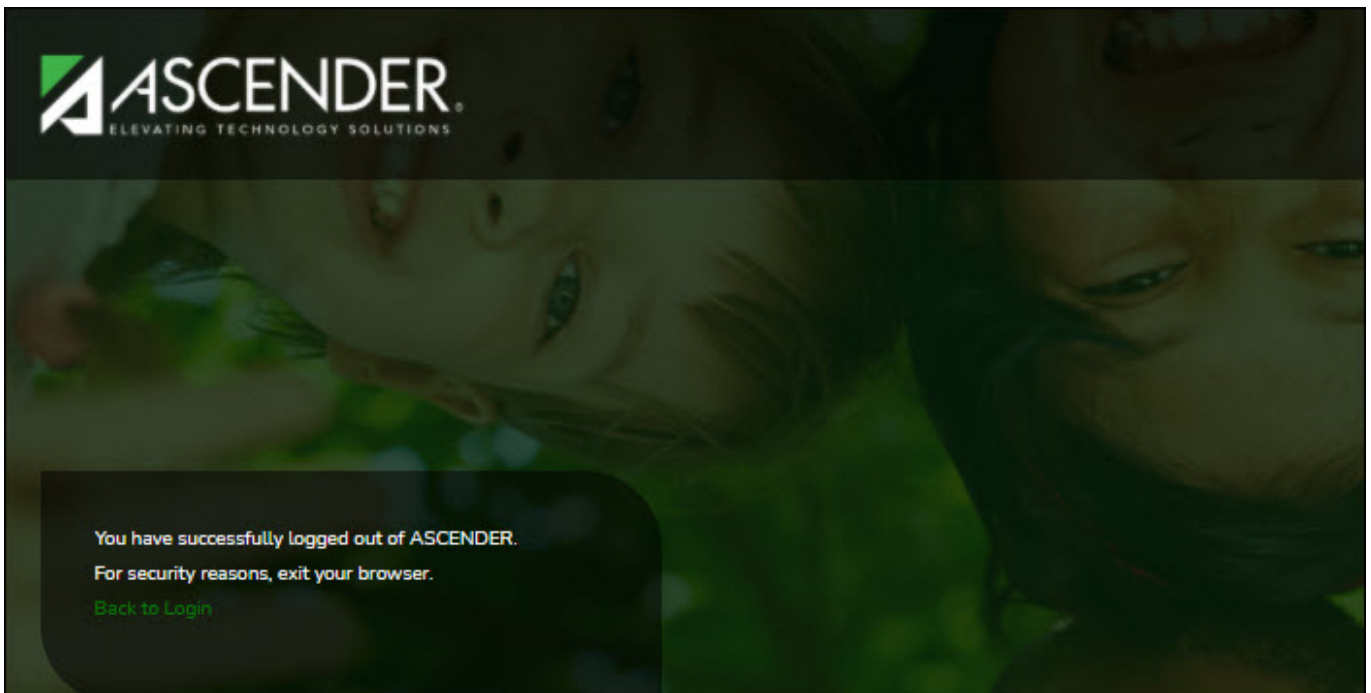 ASCENDER®
ELEVATING TECHNOLOGY SOLUTIONS
You have successfully logged out of ASCENDER.
For security reasons, exit your browser.
Back to Login